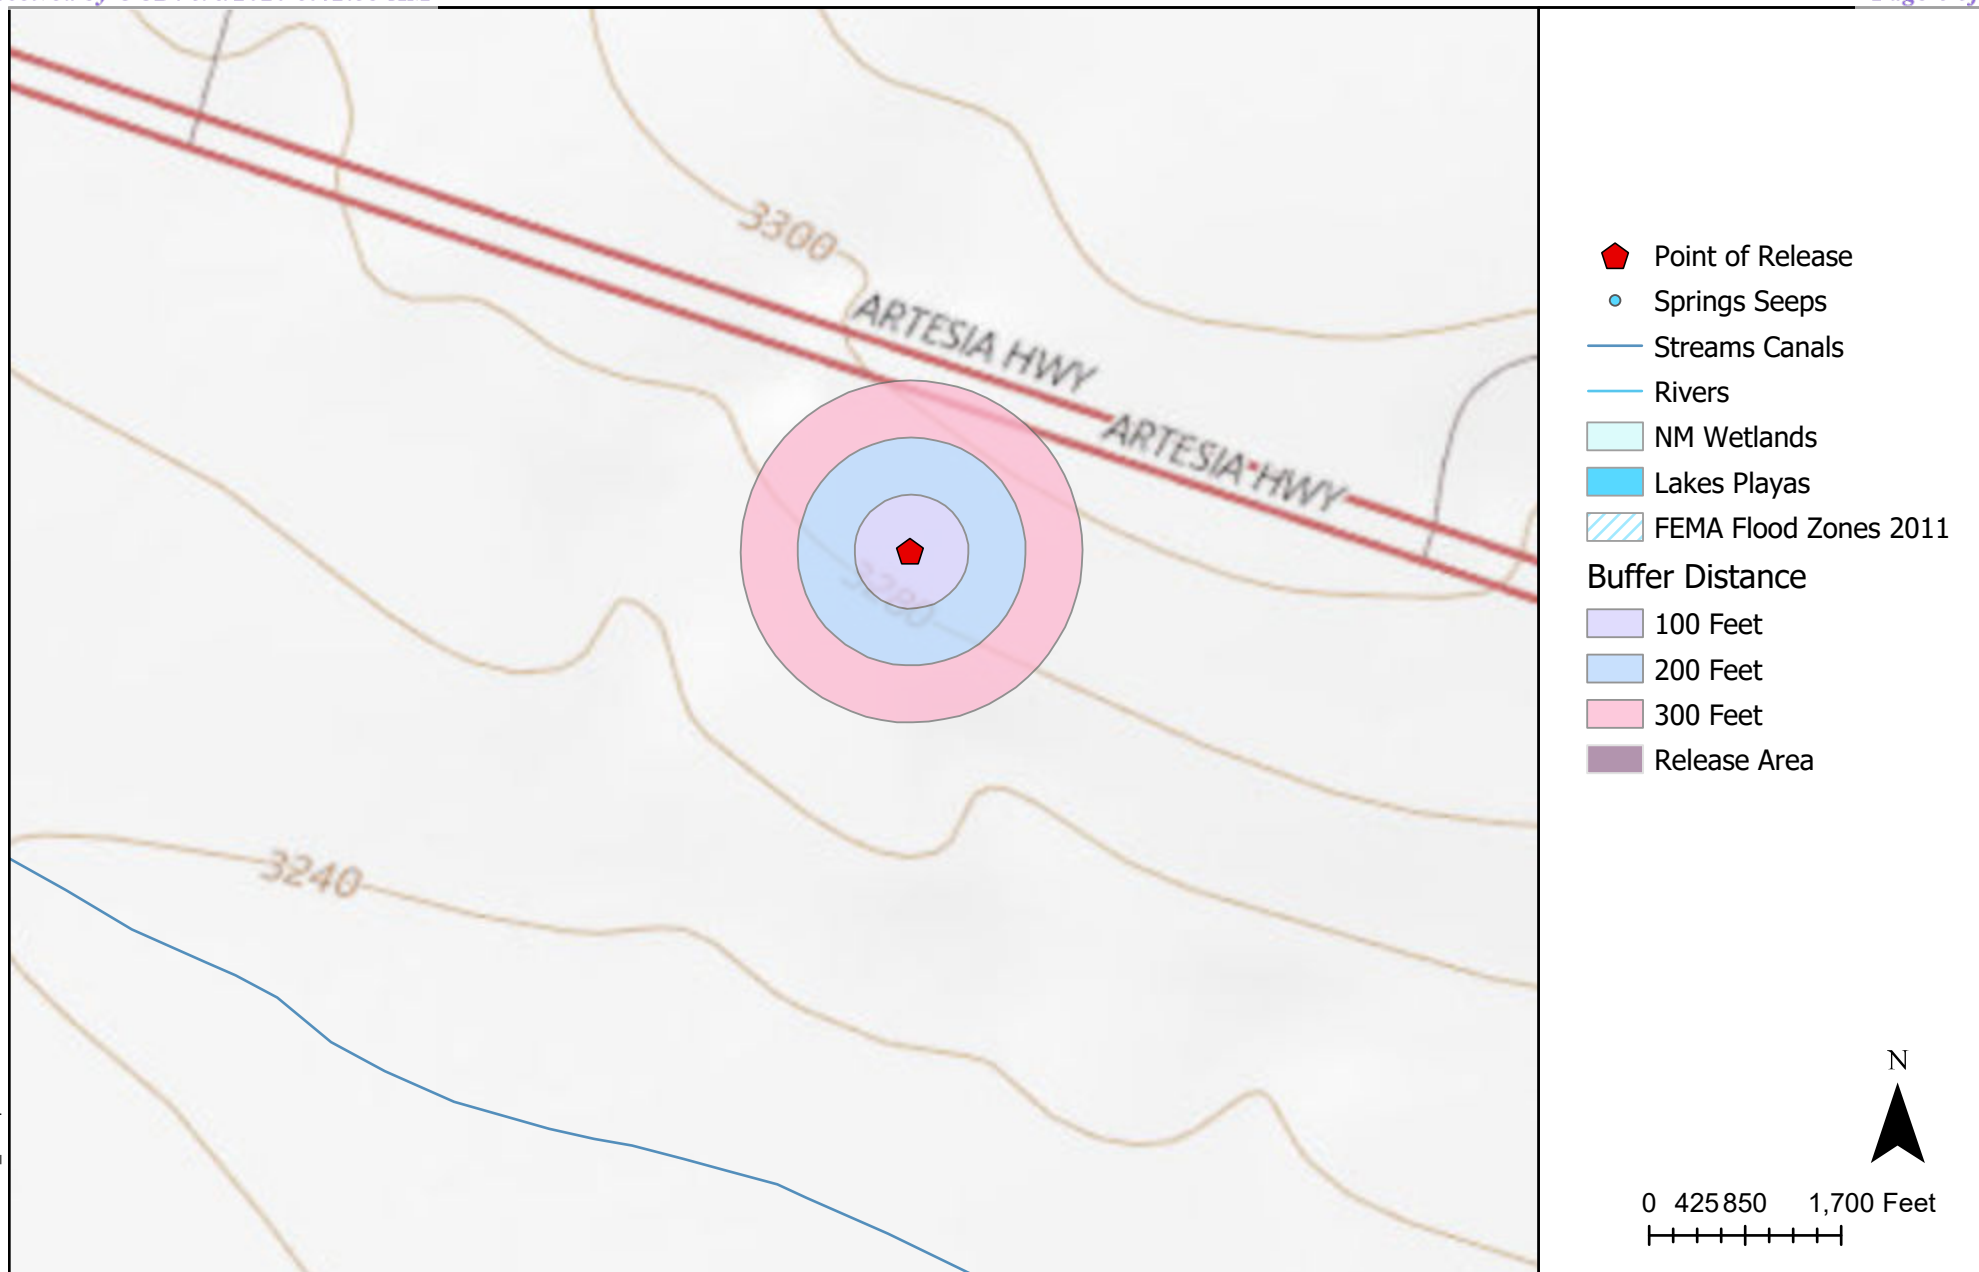 3300
ARTESIA HWY
ARTESIA HWY
3280
3240
Point of Release
Springs Seeps
Streams Canals
Rivers
NM Wetlands
Lakes Playas
FEMA Flood Zones 2011
Buffer Distance
100 Feet
200 Feet
300 Feet
Release Area
N
0 425 850 1,700 Feet